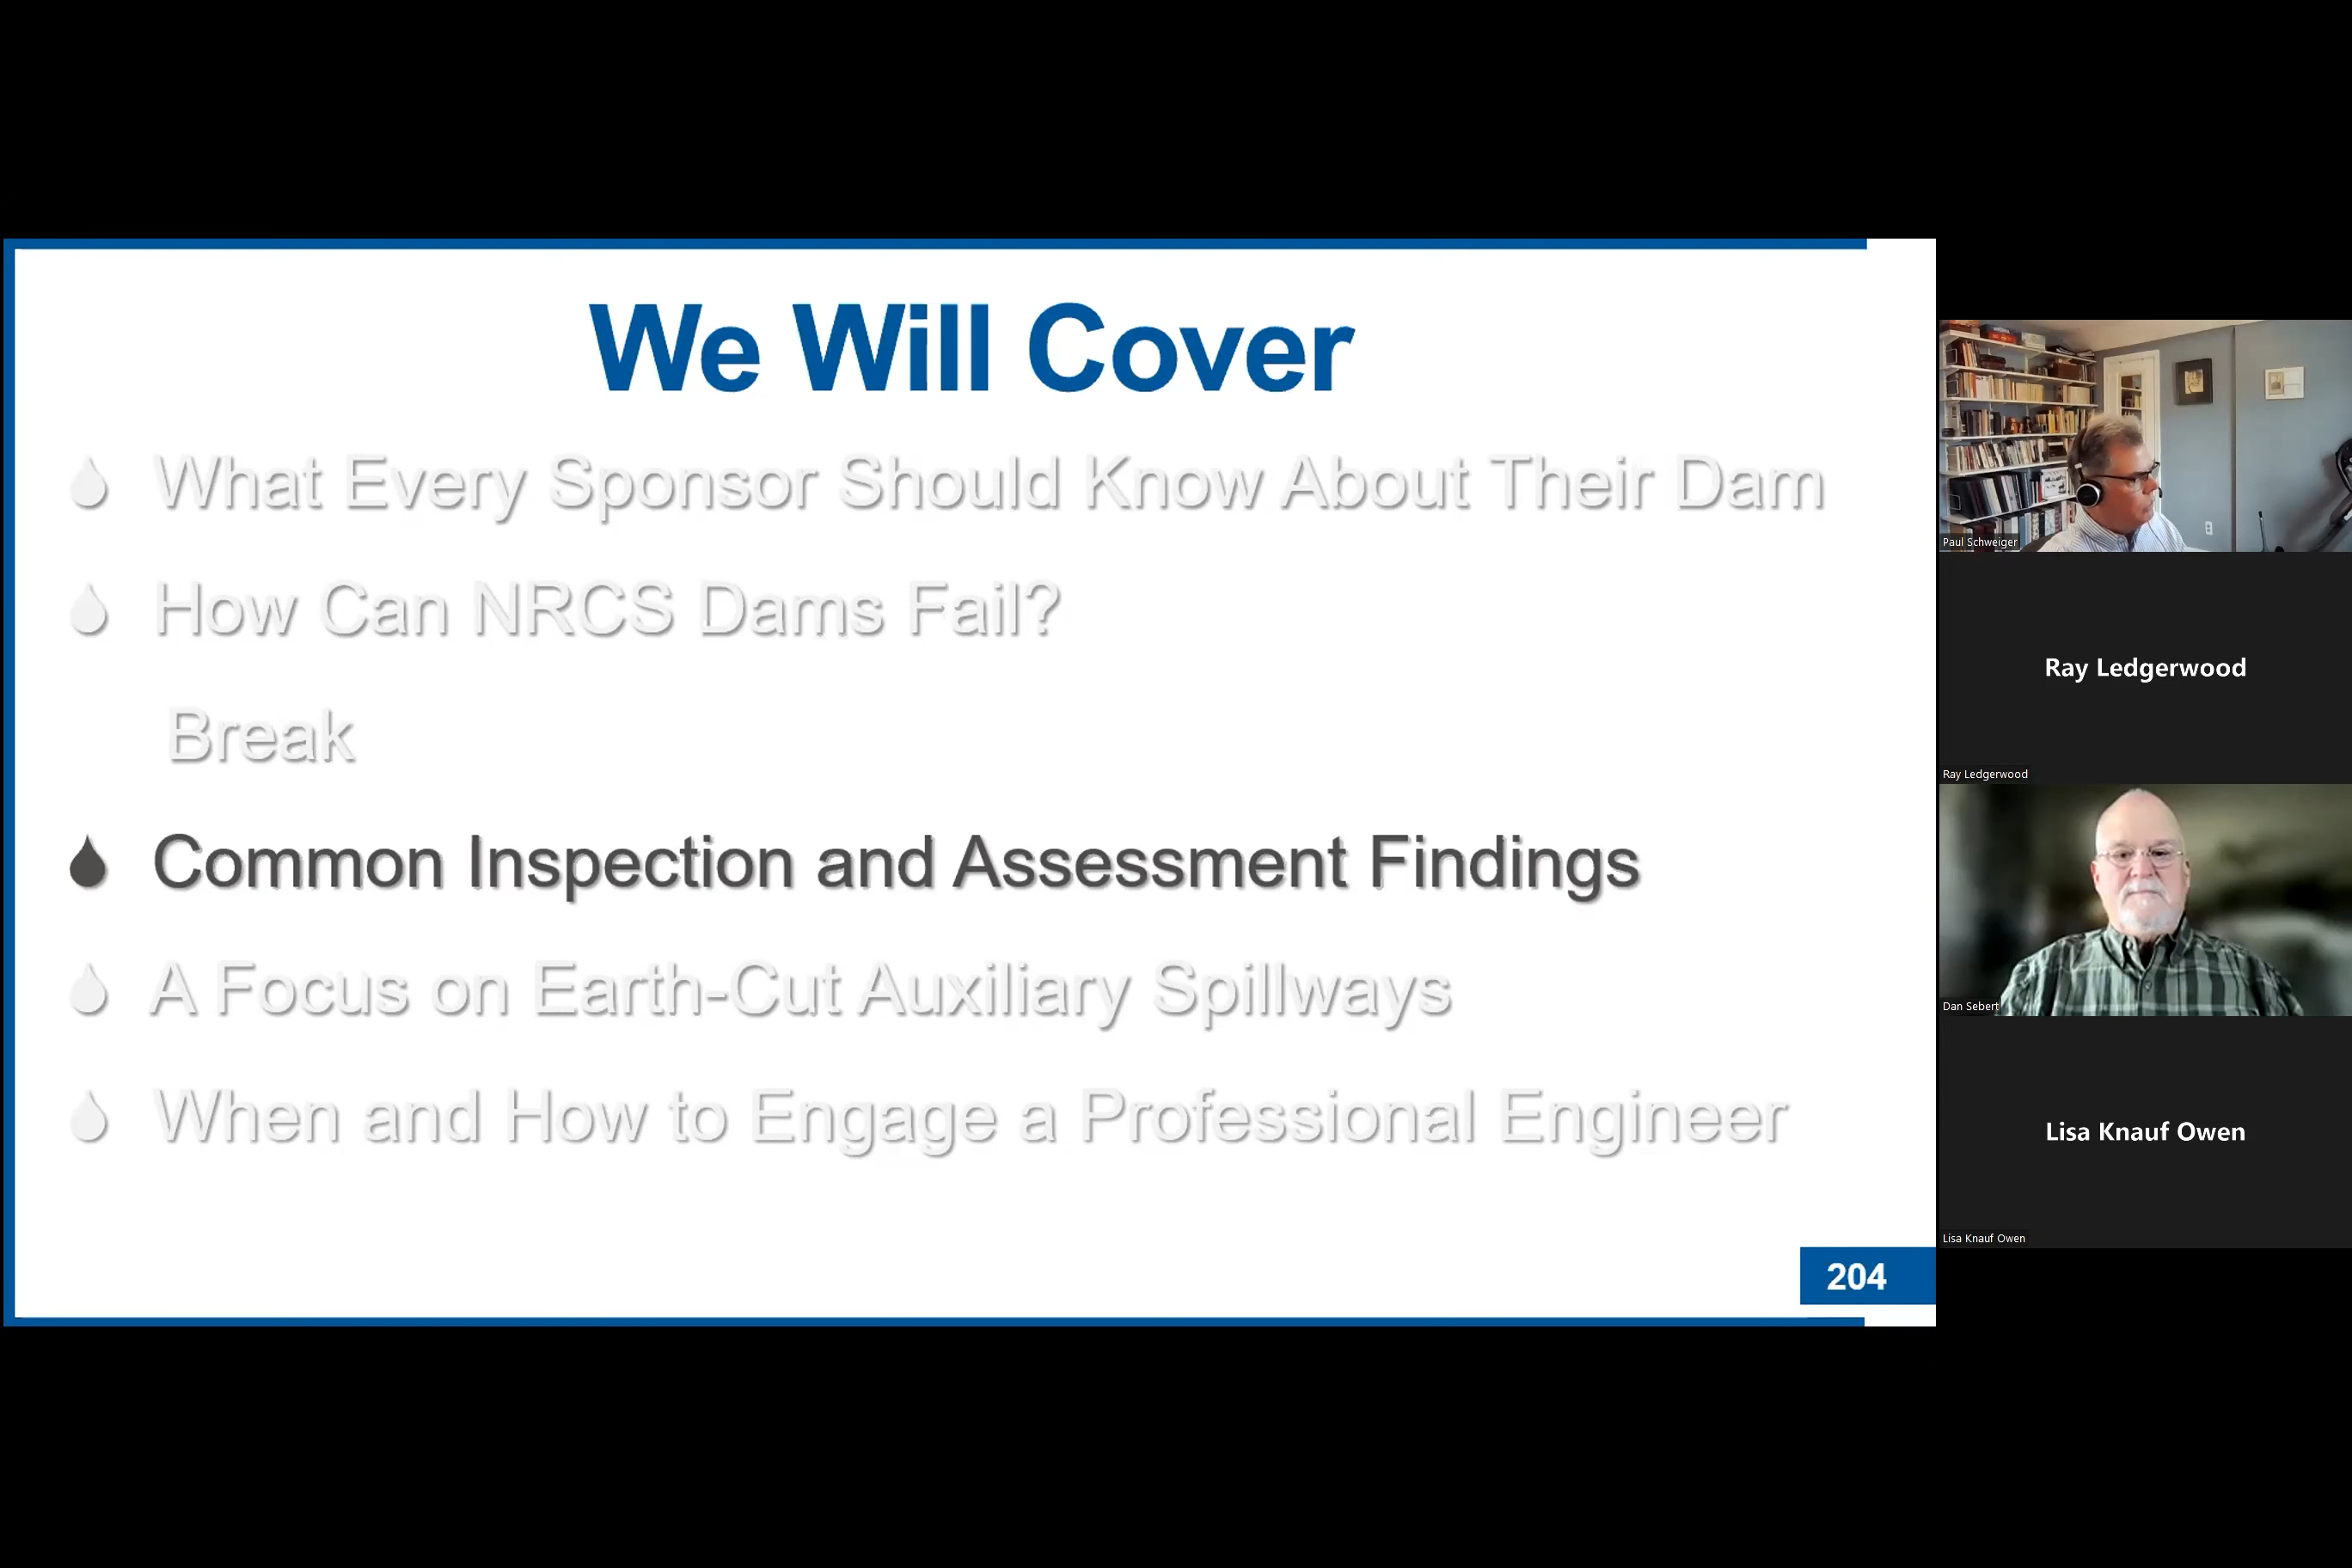 We Will Cover
What Every Sponsor Should Know About Their Dam
How Can NRCS Dams Fail?
Break
Common Inspection and Assessment Findings
A Focus on Earth-Cut Auxiliary Spillways
When and How to Engage a Professional Engineer
204
Paul Schweiger
Ray Ledgerwood
Ray Ledgerwood
Dan Sebert
Lisa Knauf Owen
Lisa Knauf Owen